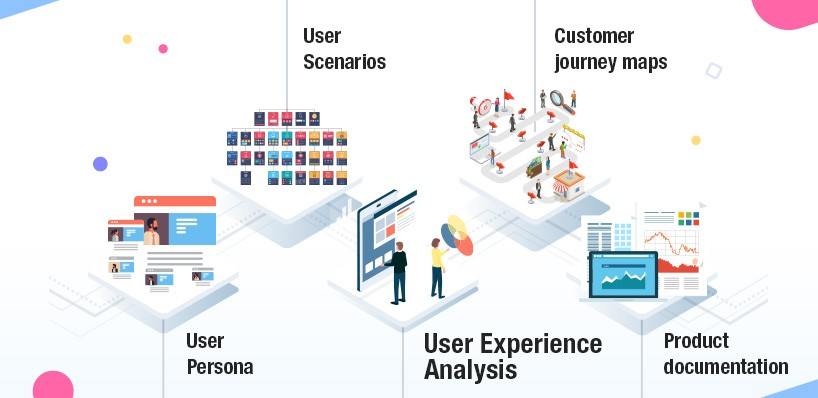 User
Scenarios
Customer
journey maps
User
Persona
User Experience
Analysis
Product
documentation